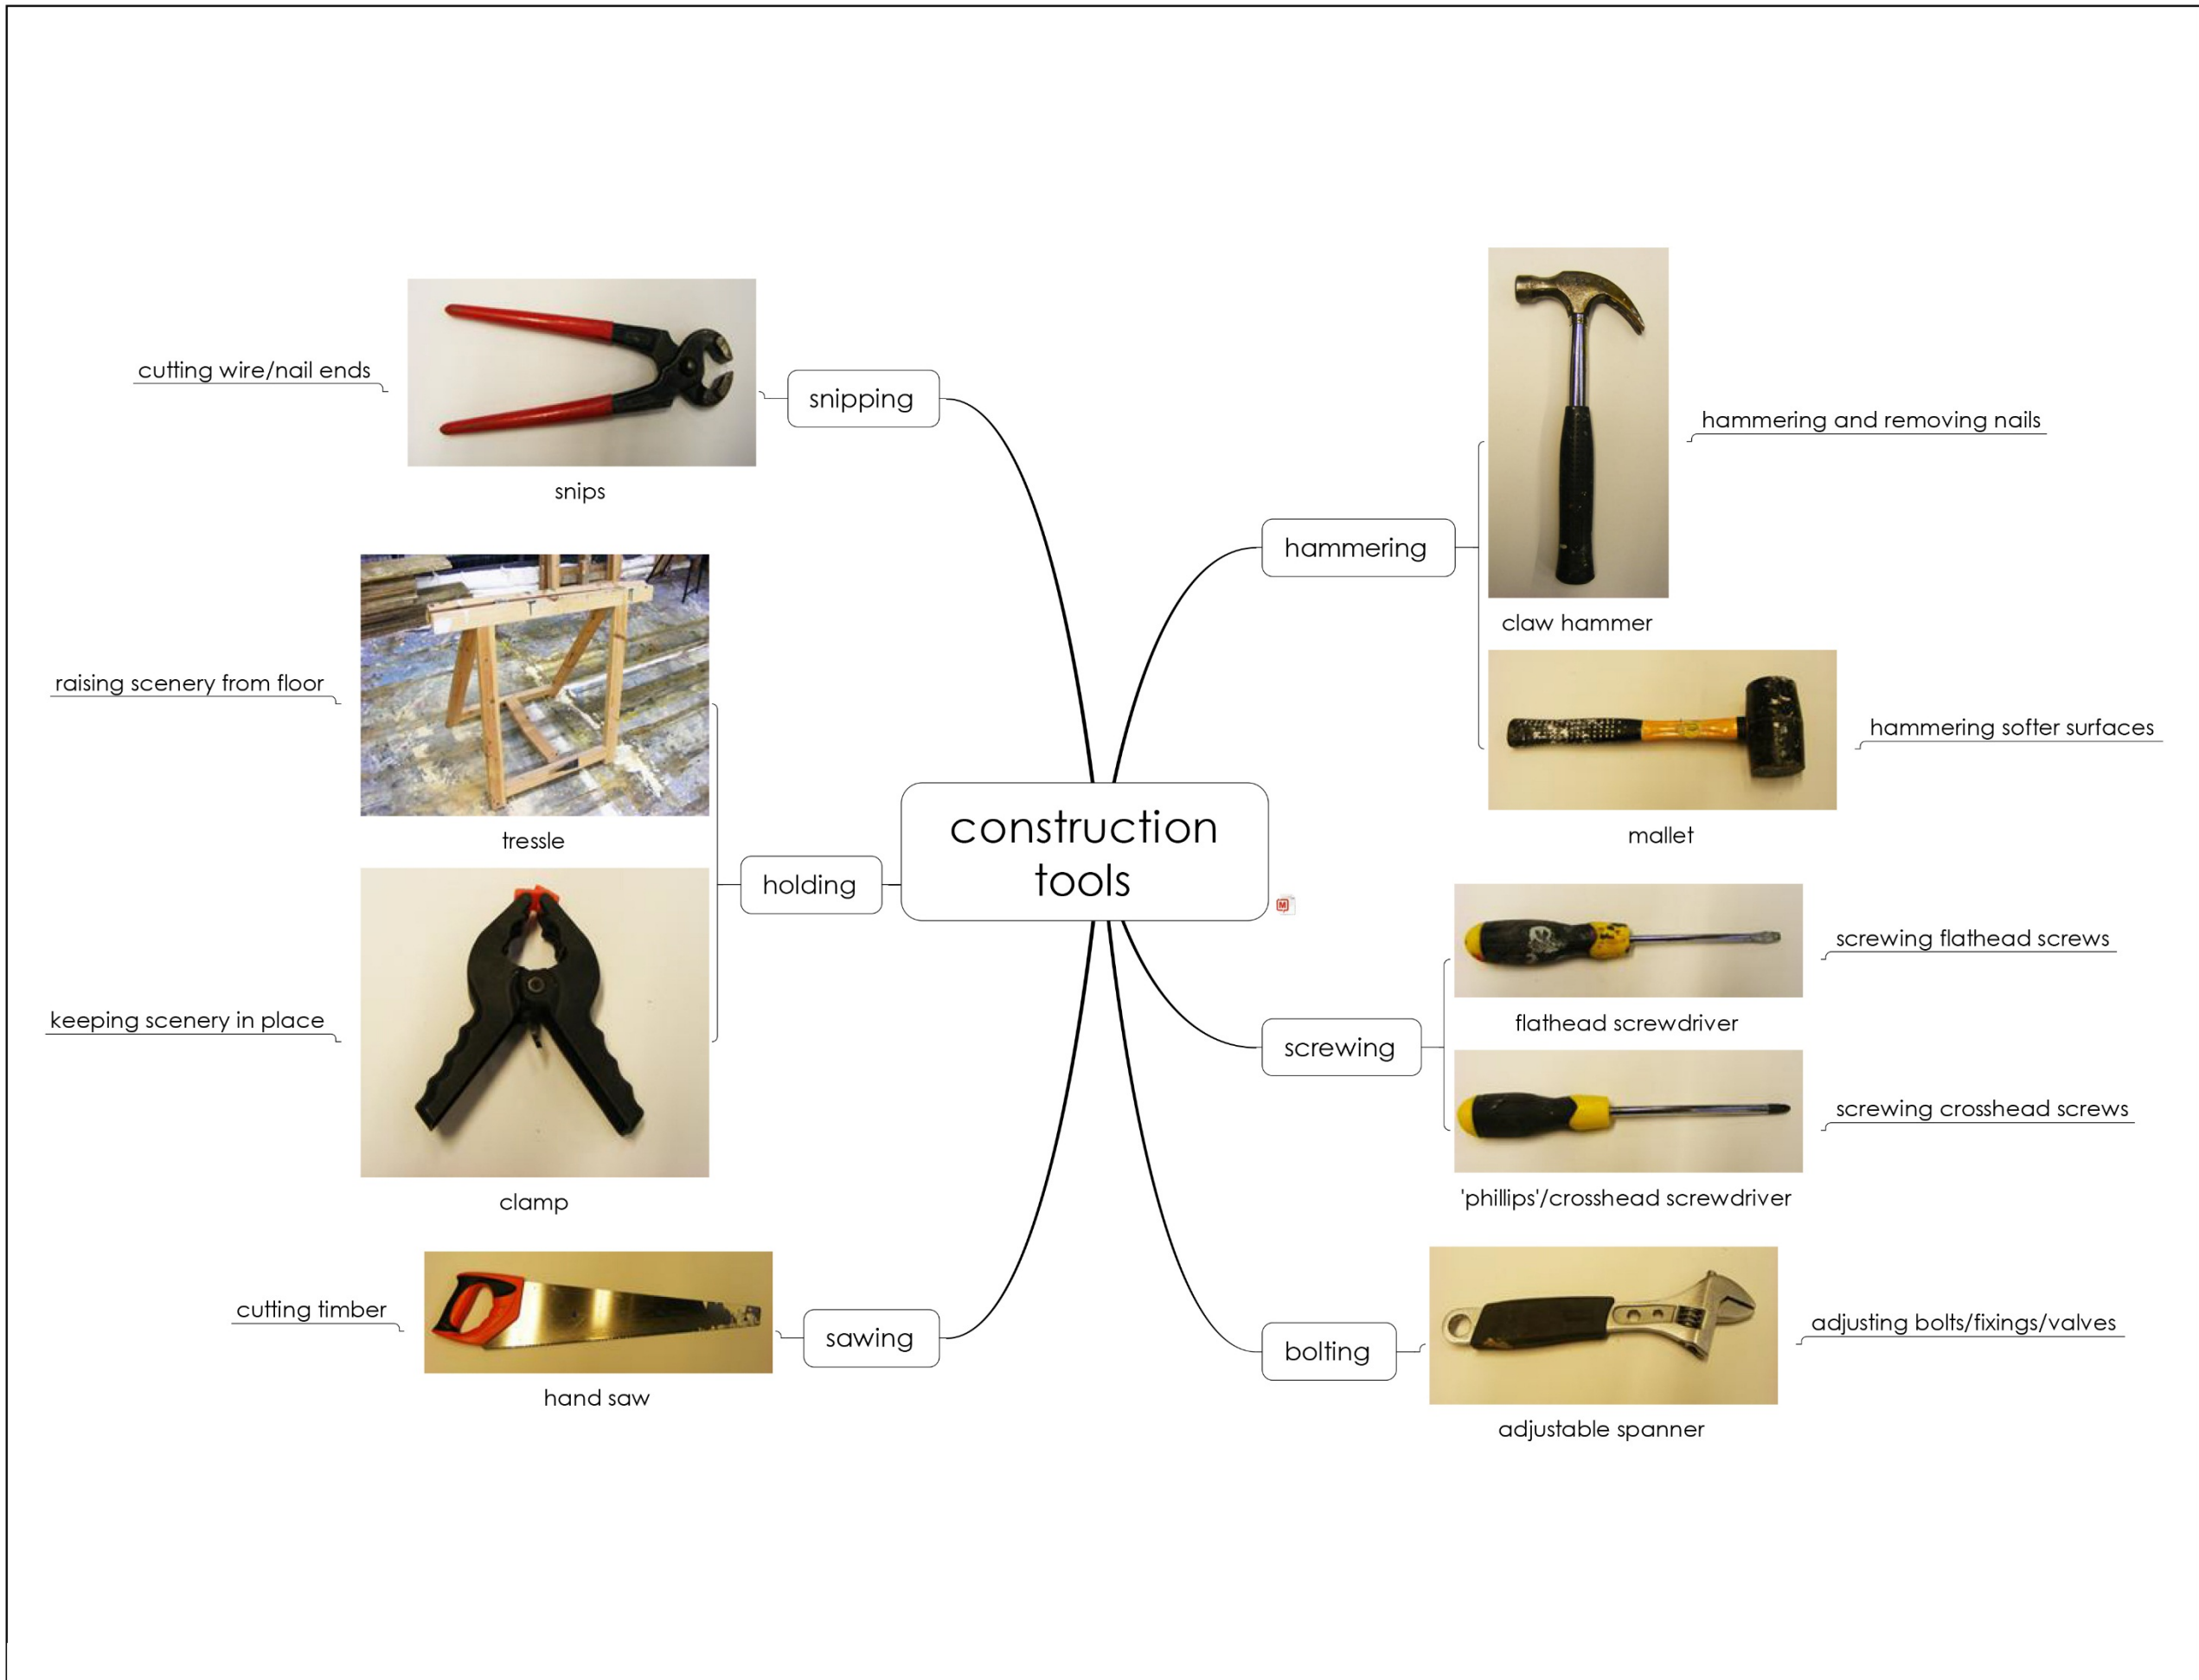 construction
tools
snipping
snips
cutting wire/nail ends
holding
tressle
raising scenery from floor
clamp
keeping scenery in place
sawing
hand saw
cutting timber
hammering
claw hammer
hammering and removing nails
mallet
hammering softer surfaces
screwing
flathead screwdriver
screwing flathead screws
'phillips'/crosshead screwdriver
screwing crosshead screws
bolting
adjustable spanner
adjusting bolts/fixings/valves
M